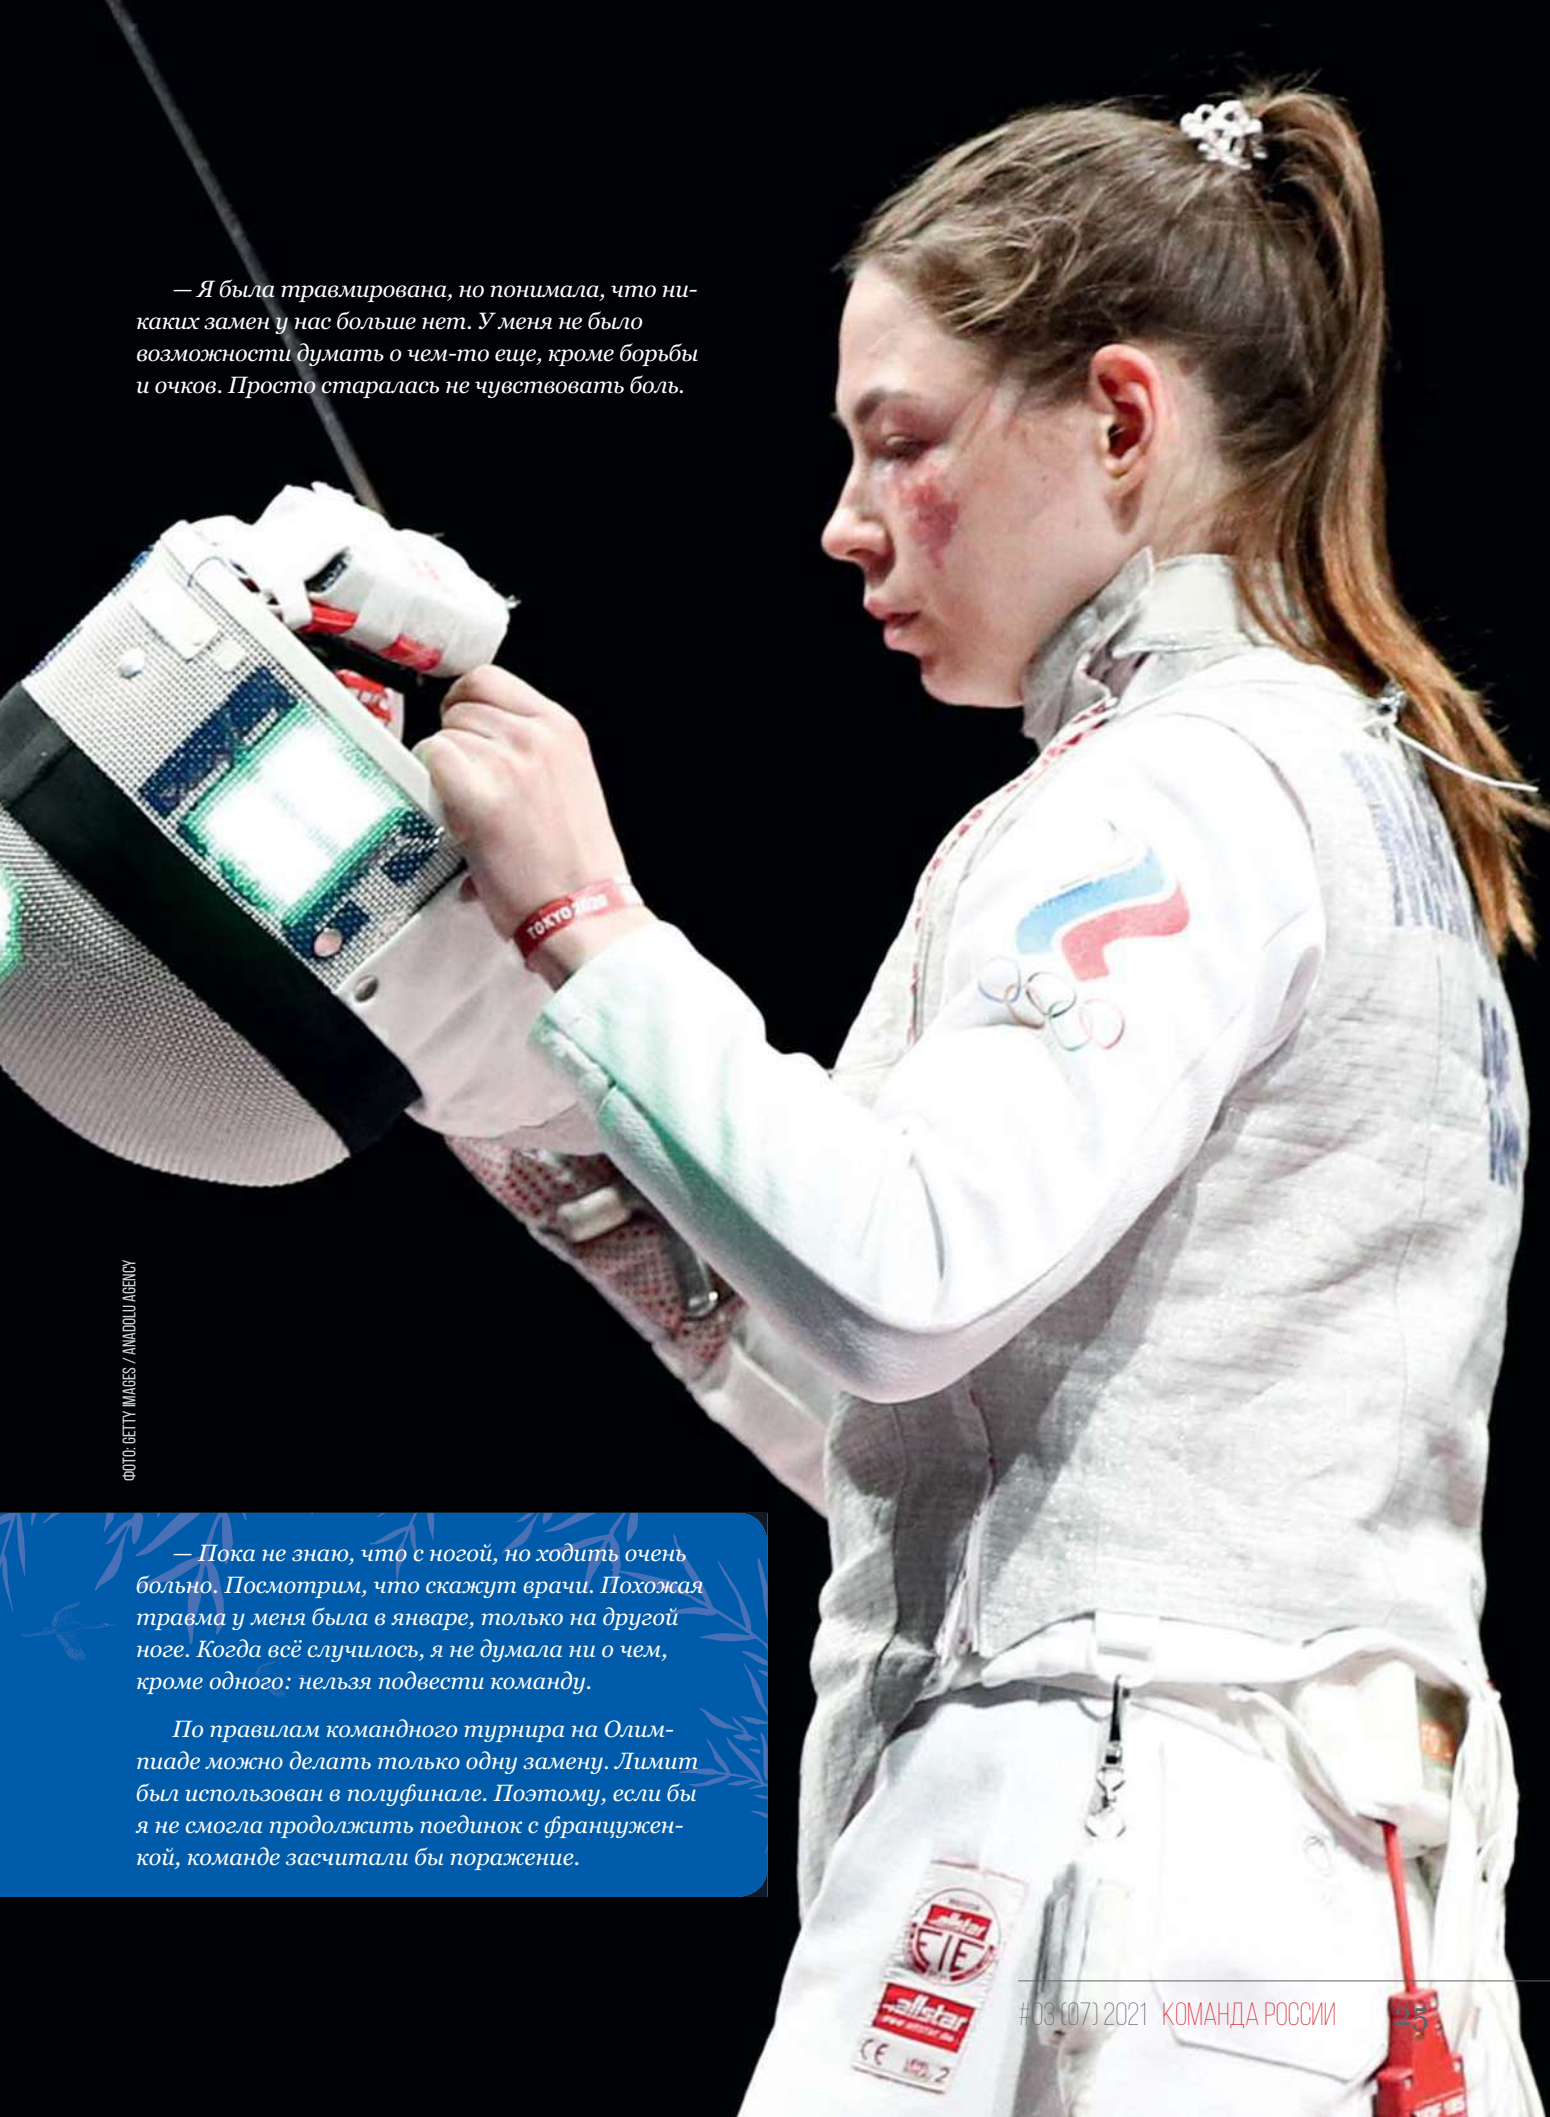 — Я была травмирована, но понимала, что ни-
каких замен у нас больше нет. У меня не было
возможности думать о чем-то еще, кроме борьбы
и очков. Просто старалась не чувствовать боль.
TOKYO 2020
ФОТО: GETTY IMAGES / ANADOLU AGENCY
— Пока не знаю, что с ногой, но ходить очень
больно. Посмотрим, что скажут врачи. Похожая
травма у меня была в январе, только на другой
ноге. Когда всё случилось, я не думала ни о чем,
кроме одного: нельзя подвести команду.
По правилам командного турнира на Олим-
пиаде можно делать только одну замену. Лимит
был использован в полуфинале. Поэтому, если бы
я не смогла продолжить поединок с францужен-
кой, команде засчитали бы поражение.
allstar
FIE
allstar
CE
2
#03 (07) 2021 КОМАНДА РОССИИ 25